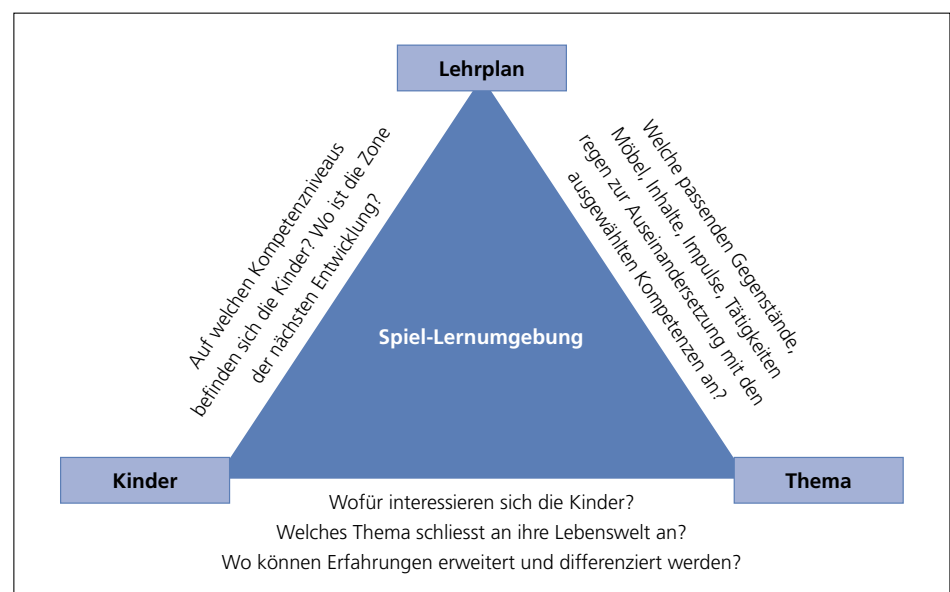 Lehrplan
Auf welchen Kompetenzniveaus
befinden sich die Kinder? Wo ist die Zone
der nächsten Entwicklung?
Welche passenden Gegenstände,
Möbel, Inhalte, Impulse, Tätigkeiten
regen zur Auseinandersetzung mit den
ausgewählten Kompetenzen an?
Spiel-Lernumgebung
Kinder
Thema
Wofür interessieren sich die Kinder?
Welches Thema schliesst an ihre Lebenswelt an?
Wo können Erfahrungen erweitert und differenziert werden?